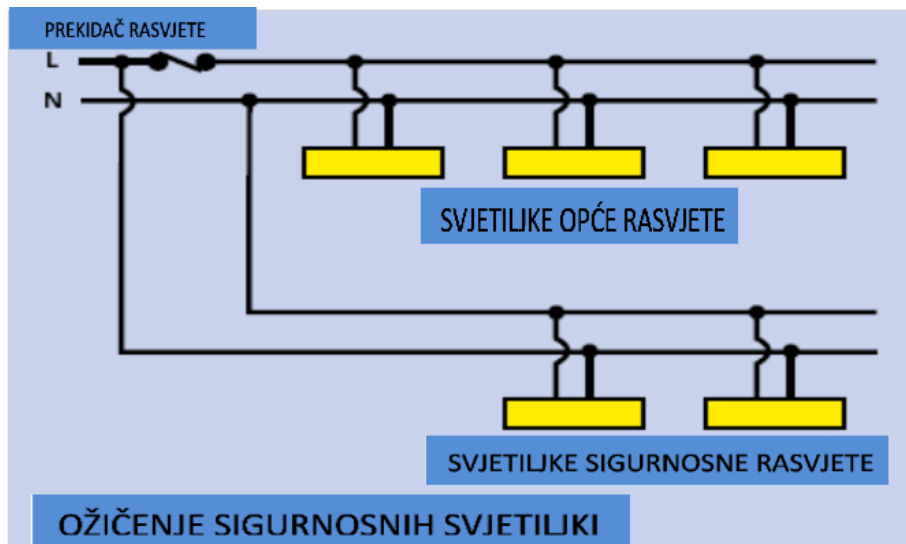 PREKIDAČ RASVJETE
L
N
SVJETILJKE OPĆE RASVJETE
SVJETILJKE SIGURNOSNE RASVJETE
OŽIČENJE SIGURNOSNIH SVJETILJKI